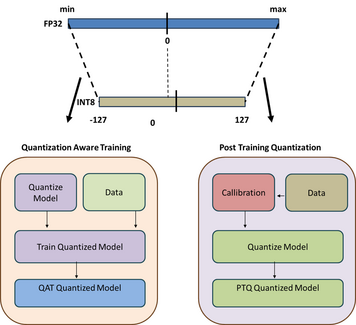 min max
FP32
0
INT8
-127 0 127
Quantization Aware Training
Quantize
Model
Data
Train Quantized Model
QAT Quantized Model
Post Training Quantization
Callibration
Data
Quantize Model
PTQ Quantized Model